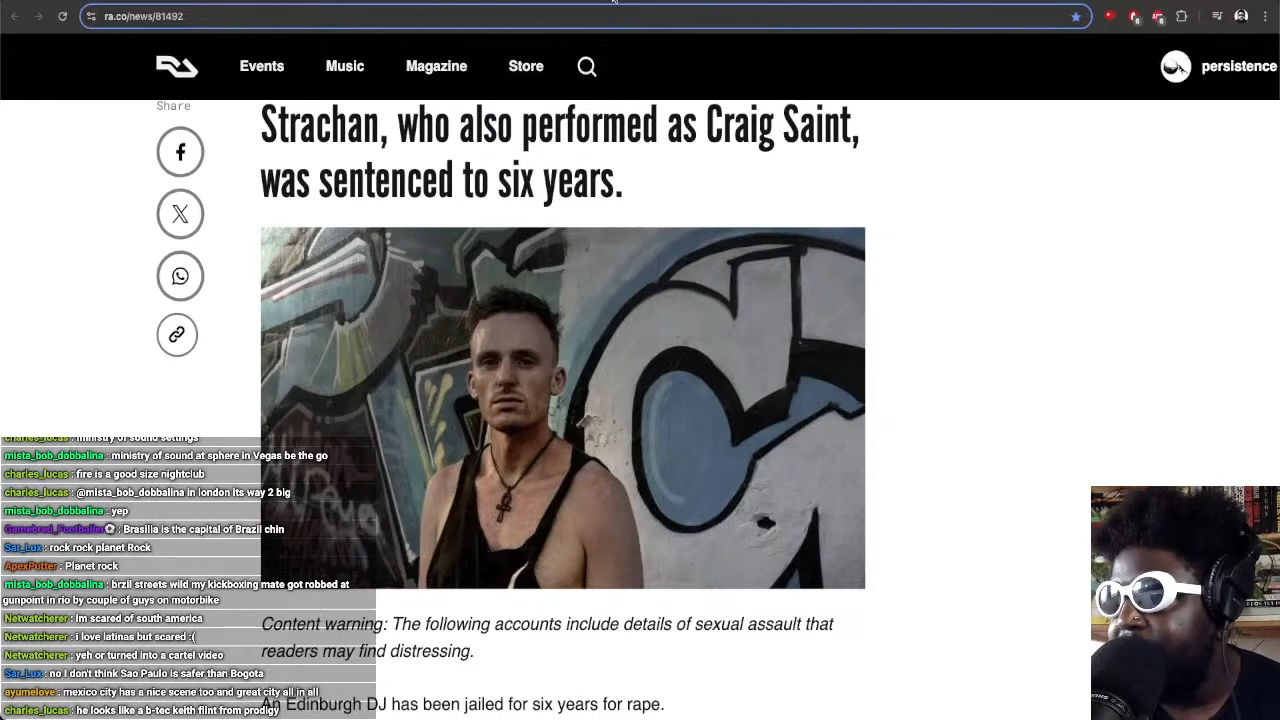 ra.co/news/81492
Events
Music
Magazine
Store
persistence
Share
Strachan, who also performed as Craig Saint,
was sentenced to six years.
Content warning: The following accounts include details of sexual assault that
readers may find distressing.
An Edinburgh DJ has been jailed for six years for rape.
charles_lucas : ministry of sound settings
mista_bob_dobbalina : ministry of sound at sphere in Vegas be the go
charles_lucas : fire is a good size nightclub
charles_lucas : @mista_bob_dobbalina in london its way 2 big
mista_bob_dobbalina : yep
Gamebred_Footballer : Brasilia is the capital of Brazil chin
Sar_Lux : rock rock planet Rock
ApexPutter : Planet rock
mista_bob_dobbalina : brzil streets wild my kickboxing mate got robbed at
gunpoint in rio by couple of guys on motorbike
Netwatcherer : im scared of south america
Netwatcherer : i love latinas but scared :(
Netwatcherer : yeh or turned into a cartel video
Sar_Lux : no I don't think Sao Paulo is safer than Bogota
ayumelove : mexico city has a nice scene too and great city all in all
charles_lucas : he looks like a b-tec keith flint from prodigy